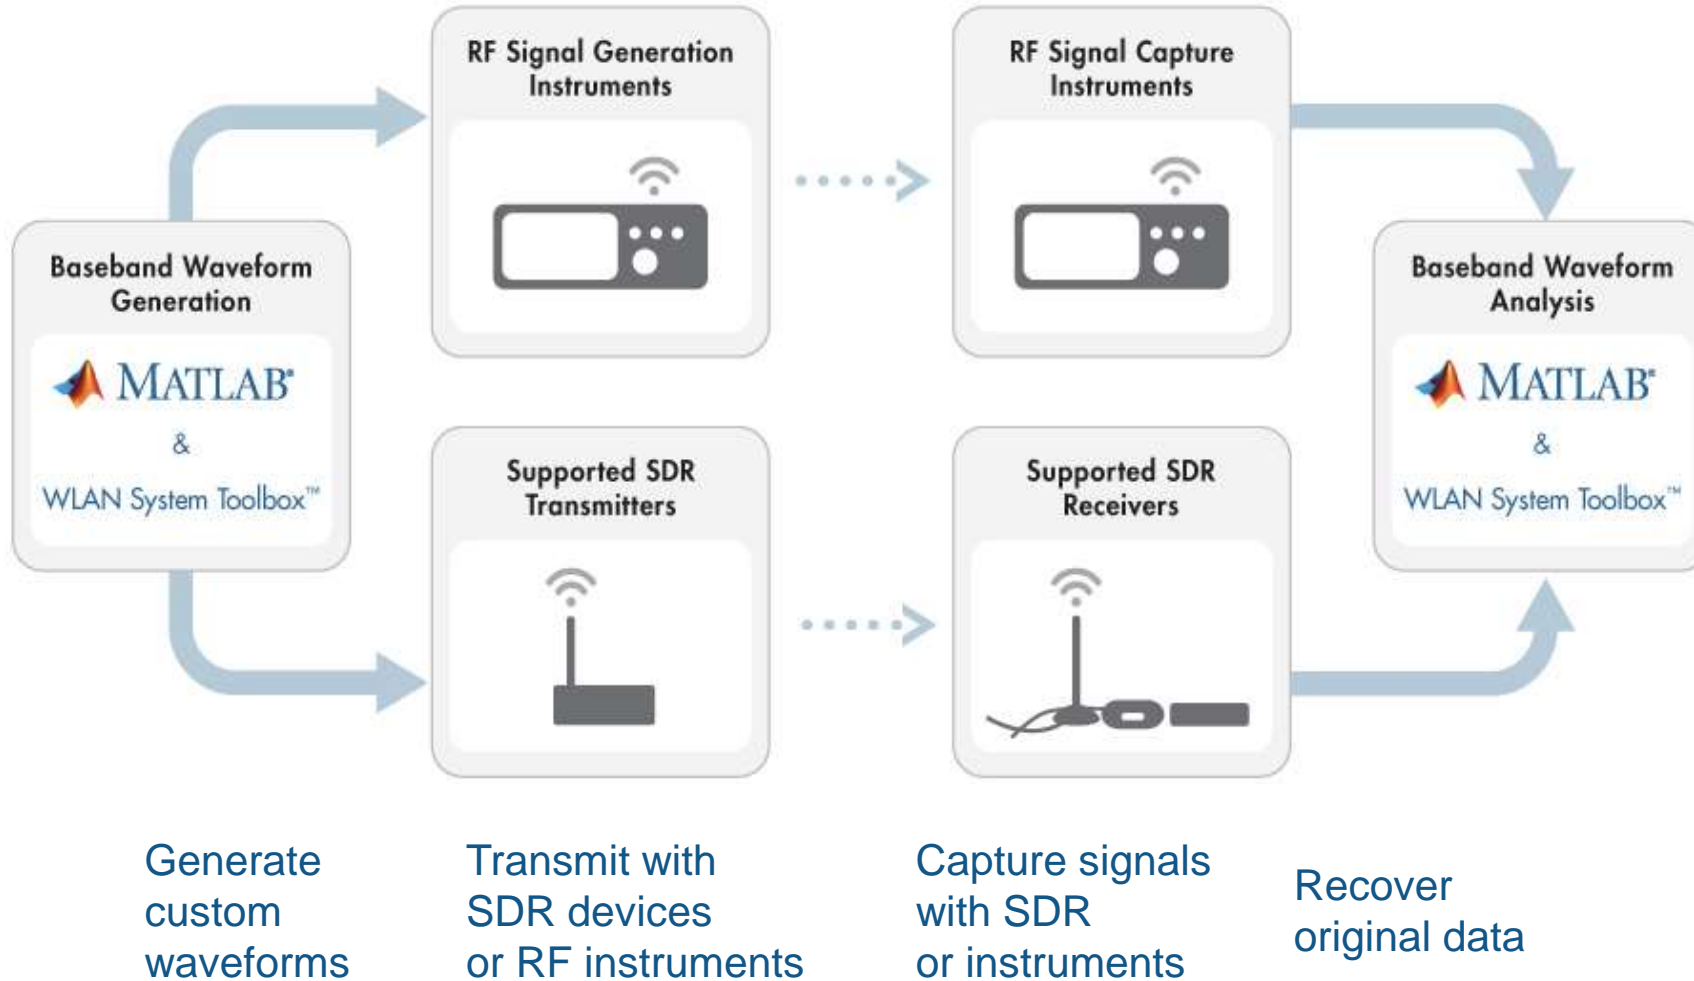 RF Signal Generation
Instruments
RF Signal Capture
Instruments
Baseband Waveform
Generation
MATLAB®
&
WLAN System Toolbox™
Baseband Waveform
Analysis
MATLAB®
&
WLAN System Toolbox™
Supported SDR
Transmitters
Supported SDR
Receivers
Generate
custom
waveforms
Transmit with
SDR devices
or RF instruments
Capture signals
with SDR
or instruments
Recover
original data